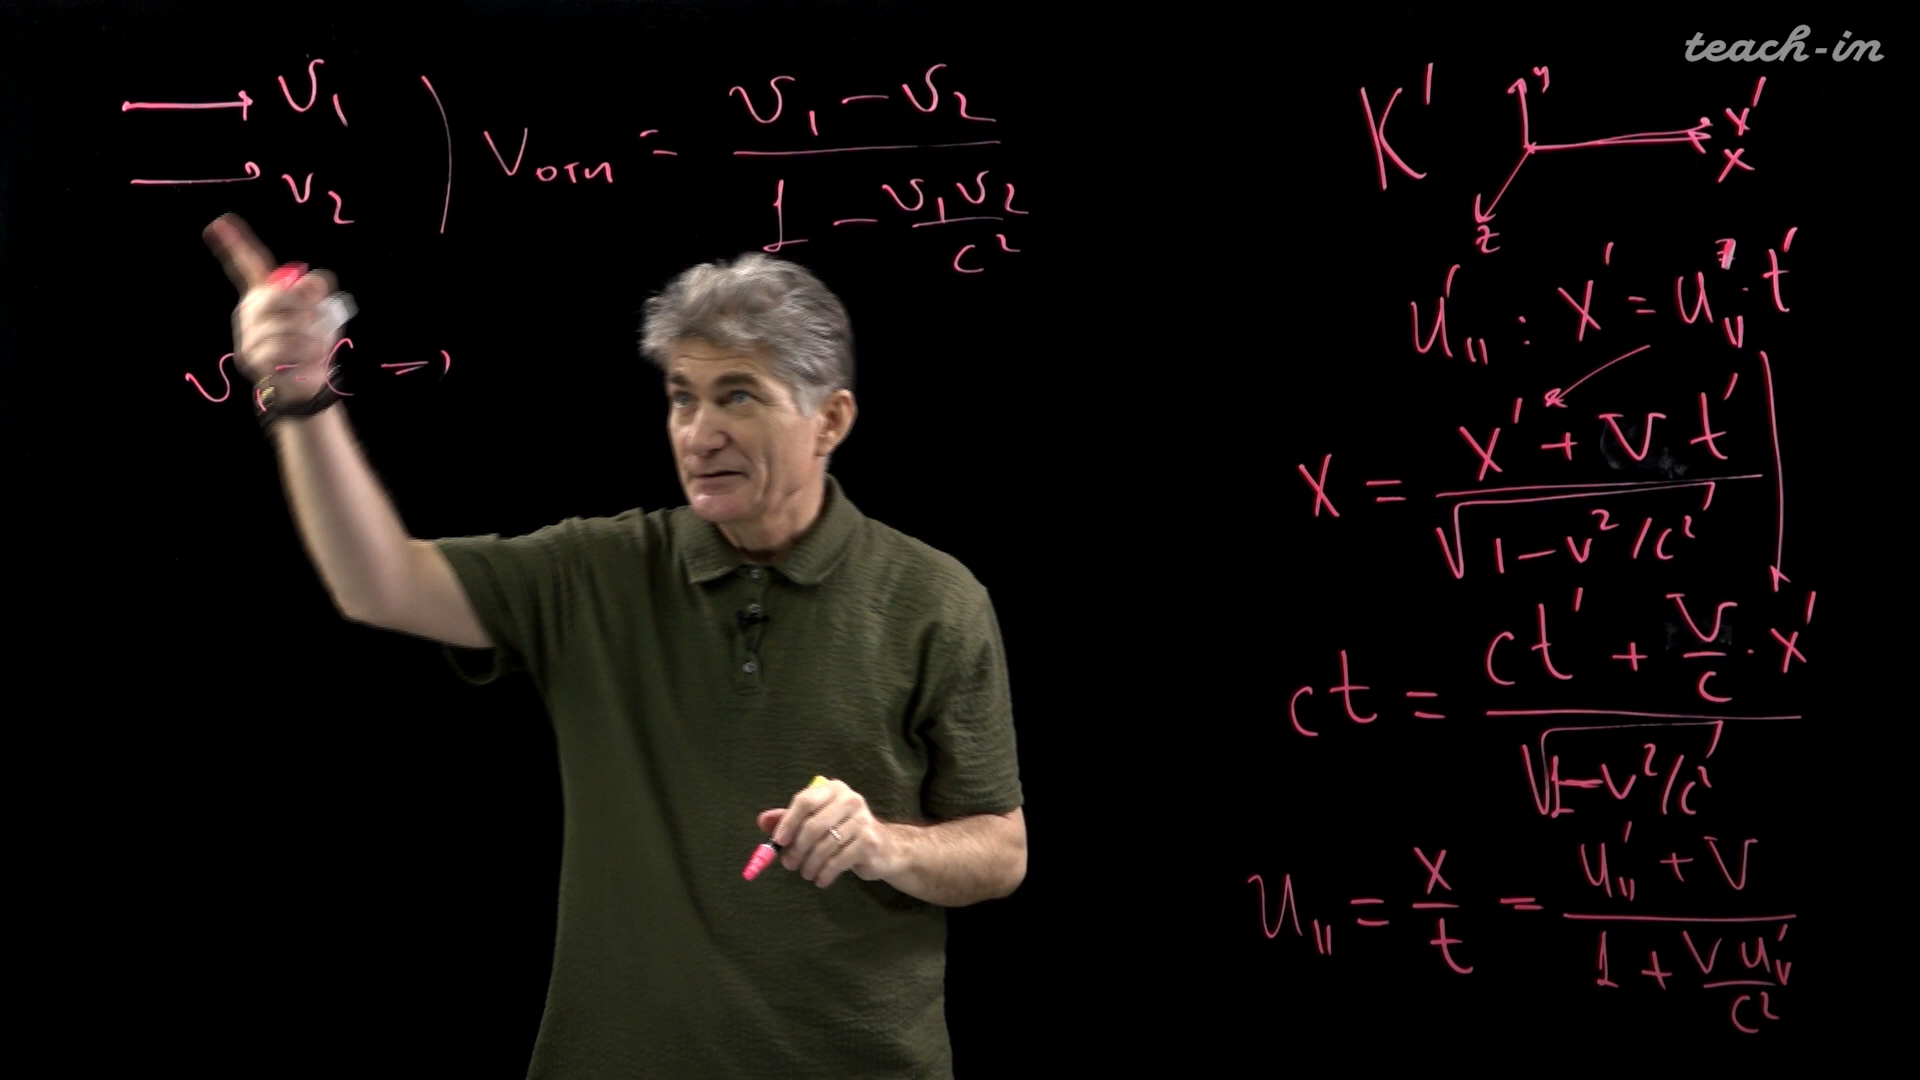 teach-in
v₁
v₂
) vотн = (v₁ − v₂) / (1 − v₁v₂/c²)
⇒
K′ y x′ x z
u′∥ : x′ = u′∥ · t′
x = (x′ + V t′) / √(1 − v²/c²)
ct = (ct′ + V/c · x′) / √(1 − v²/c²)
u∥ = x/t = (u′∥ + V) / (1 + V u′∥/c²)